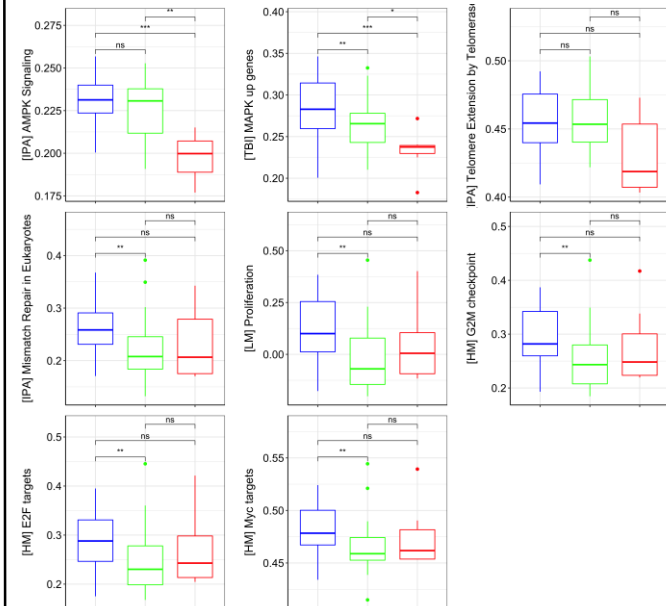 [IPA] AMPK Signaling
0.275
0.250
0.225
0.200
0.175
**
***
ns
[TBI] MAPK up genes
0.40
0.35
0.30
0.25
0.20
*
***
**
[IPA] Telomere Extension by Telomerase
0.45
0.40
ns
ns
ns
[IPA] Mismatch Repair in Eukaryotes
0.4
0.3
0.2
ns
ns
**
[LM] Proliferation
0.50
0.25
0.00
ns
ns
**
[HM] G2M checkpoint
0.5
0.4
0.3
0.2
ns
ns
**
[HM] E2F targets
0.5
0.4
0.3
0.2
ns
ns
**
[HM] Myc targets
0.55
0.50
0.45
ns
ns
**